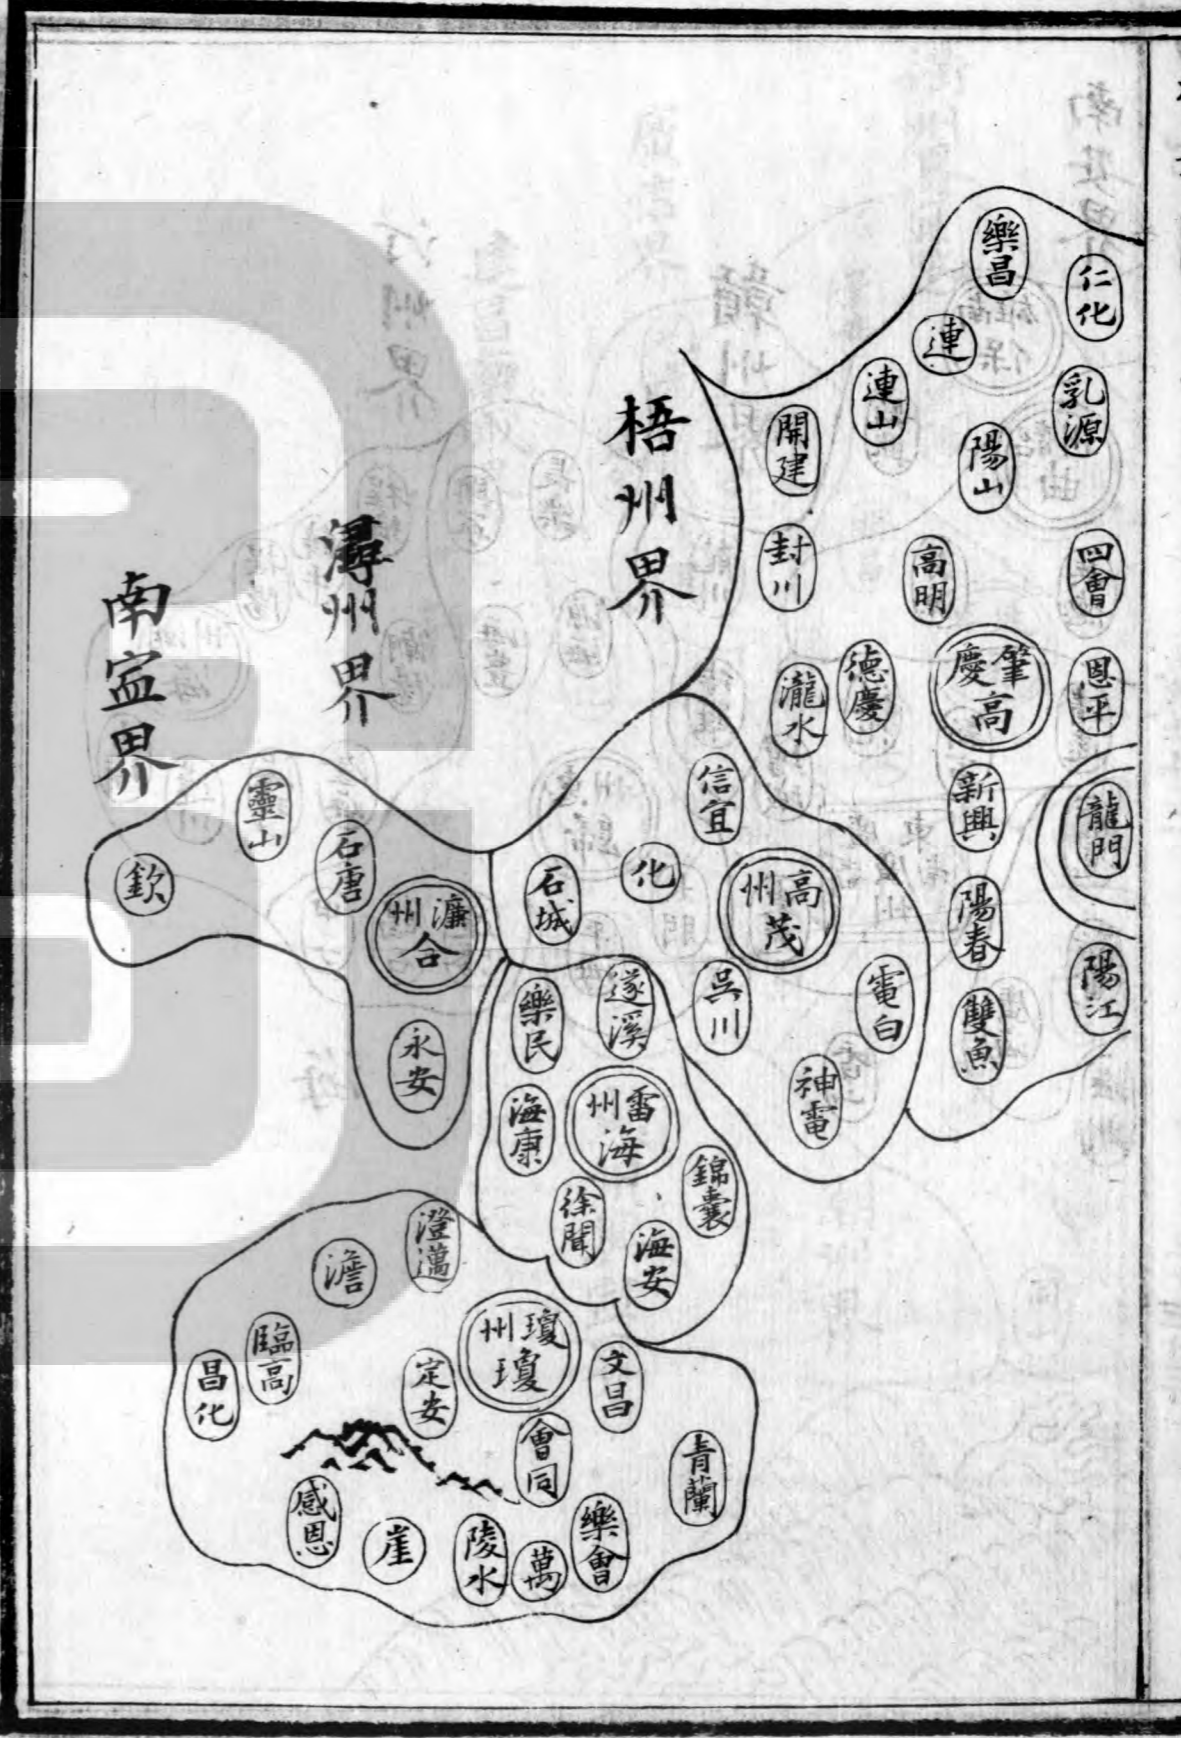 樂昌
仁化
連
乳源
連山
陽山
開建
梧州界
四會
高明
封川
恩平
肇慶
高
德慶
瀧水
潯州界
南寍界
新興
龍門
陽春
陽江
雙魚
信宜
化
高州
茂
石城
電白
吳川
神電
靈山
石唐
欽
濂州
合
永安
遂溪
樂民
雷州
海
海康
錦囊
徐聞
海安
澄邁
澹
瓊州
瓊
臨高
昌化
定安
文昌
會同
青蘭
感恩
崖
陵水
萬
樂會